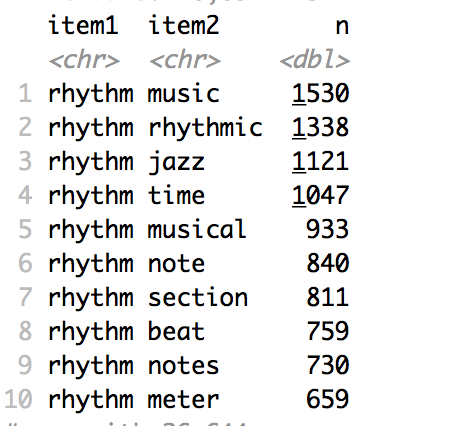 item1 item2 n
<chr> <chr> <dbl>
1 rhythm music 1530
2 rhythm rhythmic 1338
3 rhythm jazz 1121
4 rhythm time 1047
5 rhythm musical 933
6 rhythm note 840
7 rhythm section 811
8 rhythm beat 759
9 rhythm notes 730
10 rhythm meter 659